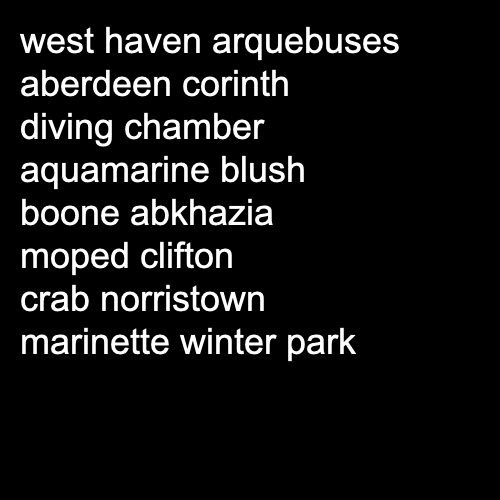 west haven arquebuses
aberdeen corinth
diving chamber
aquamarine blush
boone abkhazia
moped clifton
crab norristown
marinette winter park